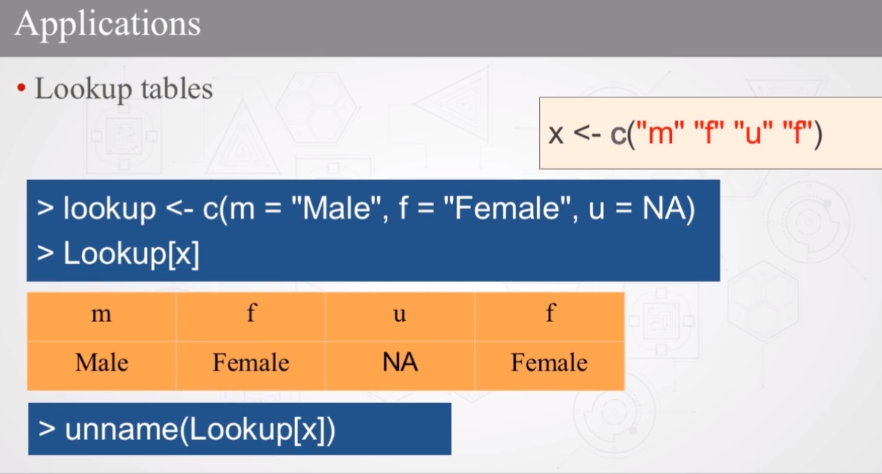 Applications
• Lookup tables
x <- c("m" "f" "u" "f")
> lookup <- c(m = "Male", f = "Female", u = NA)
> Lookup[x]
m f u f
Male Female NA Female
> unname(Lookup[x])